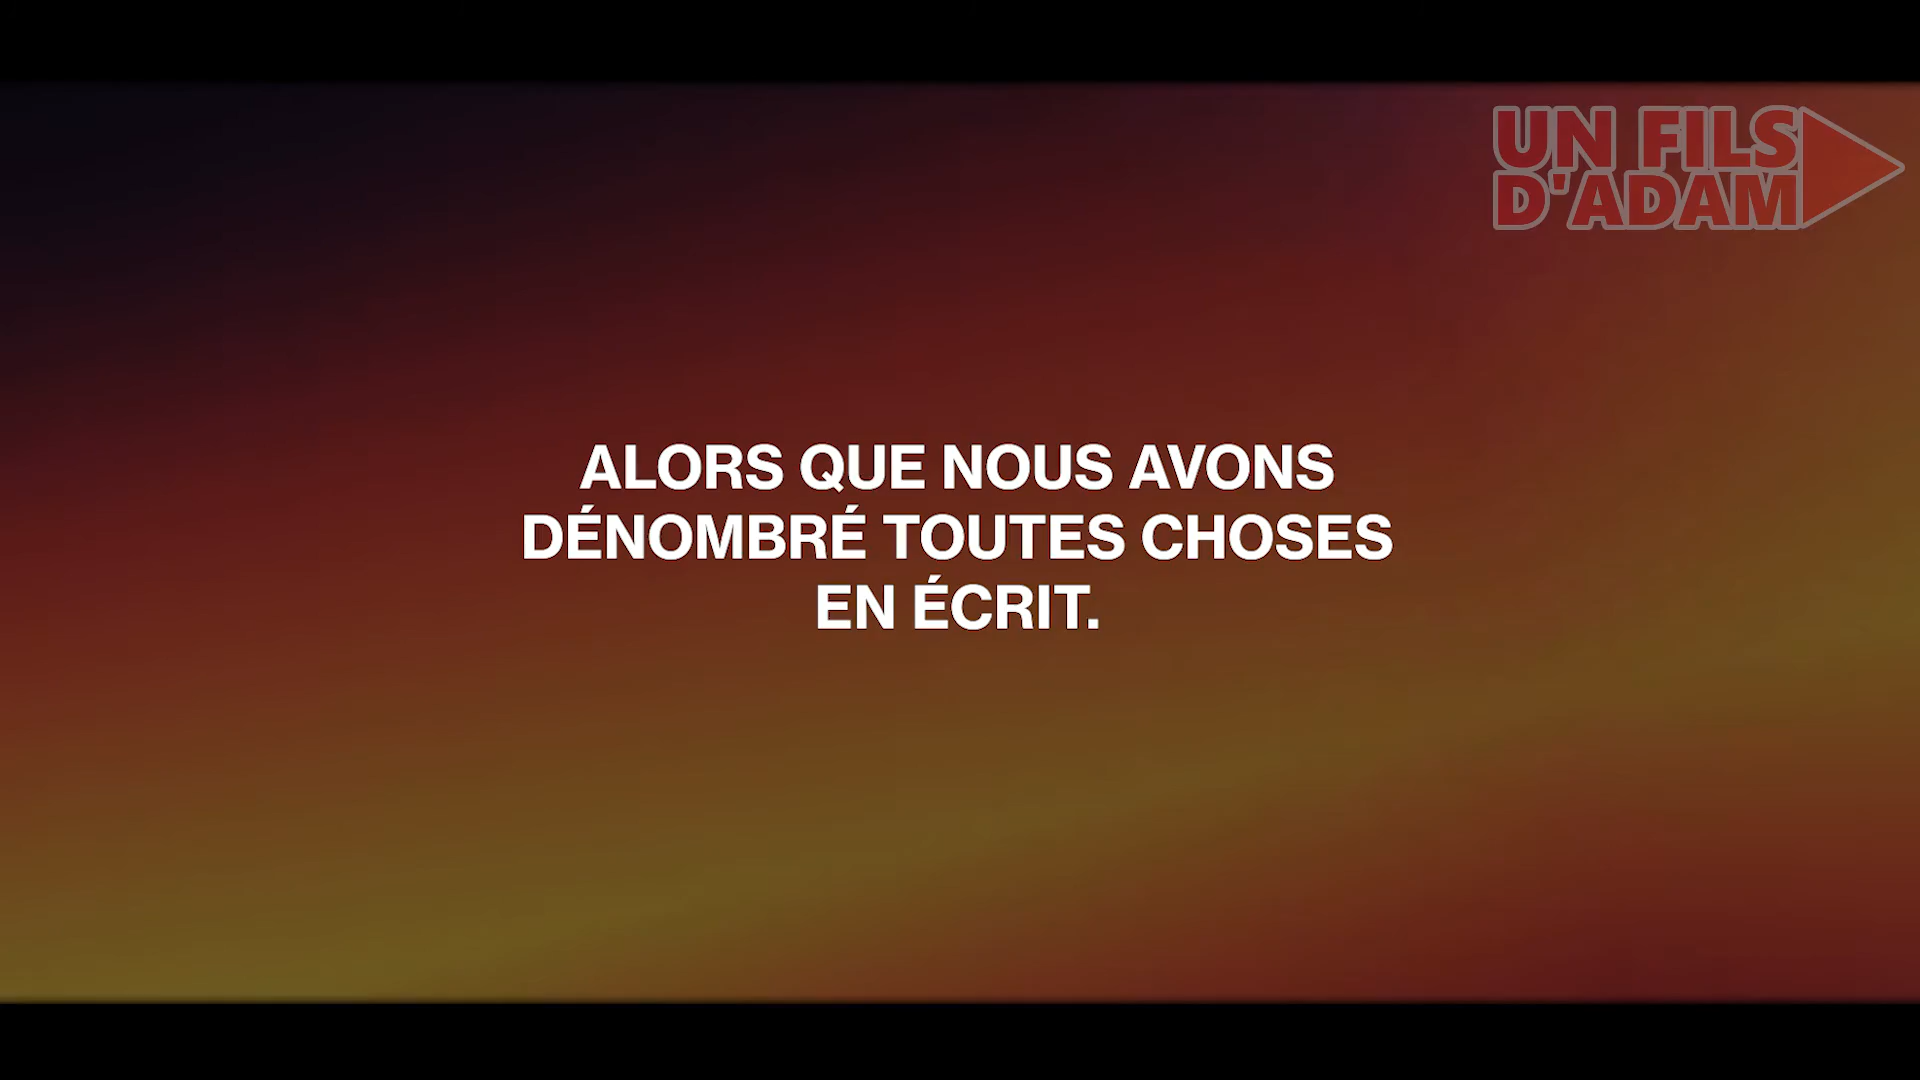 UN FILS
D'ADAM
ALORS QUE NOUS AVONS
DÉNOMBRÉ TOUTES CHOSES
EN ÉCRIT.